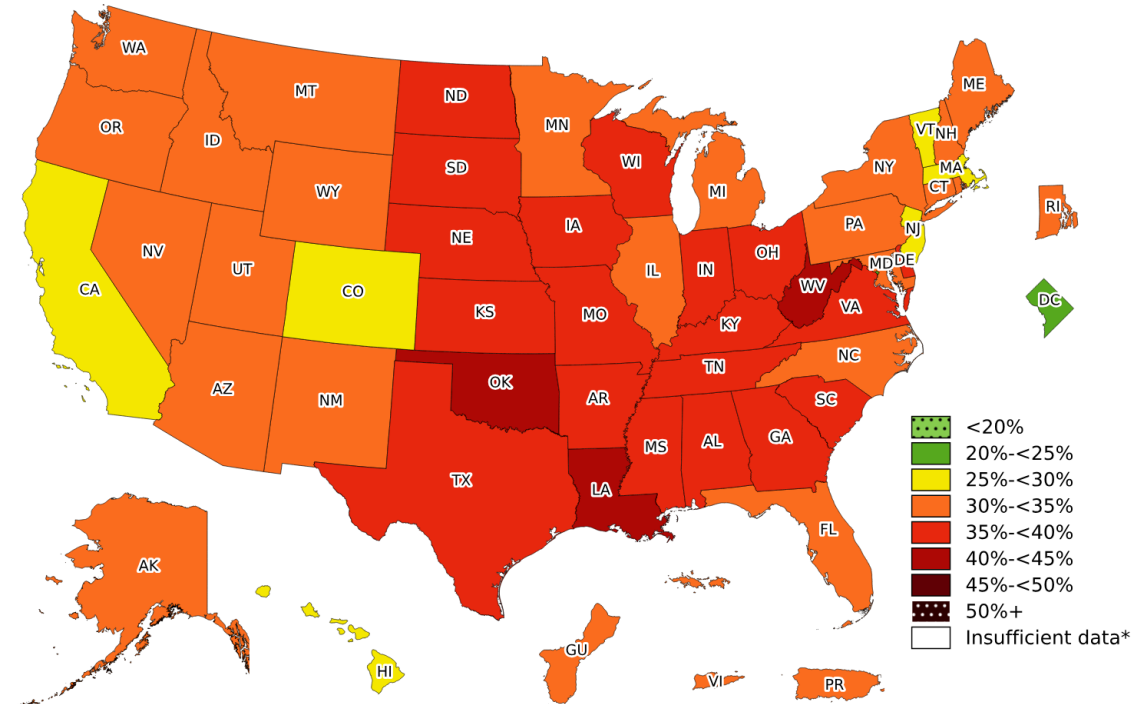 WA
MT
ND
ME
OR
ID
MN
VT
NH
SD
WI
NY
MA
WY
MI
CT
NE
IA
PA
RI
NV
UT
CO
IL
IN
OH
NJ
MD
DE
CA
KS
MO
WV
VA
DC
KY
AZ
NM
OK
TN
NC
AR
SC
MS
AL
GA
TX
LA
FL
AK
HI
GU
VI
PR
<20%
20%-<25%
25%-<30%
30%-<35%
35%-<40%
40%-<45%
45%-<50%
50%+
Insufficient data*